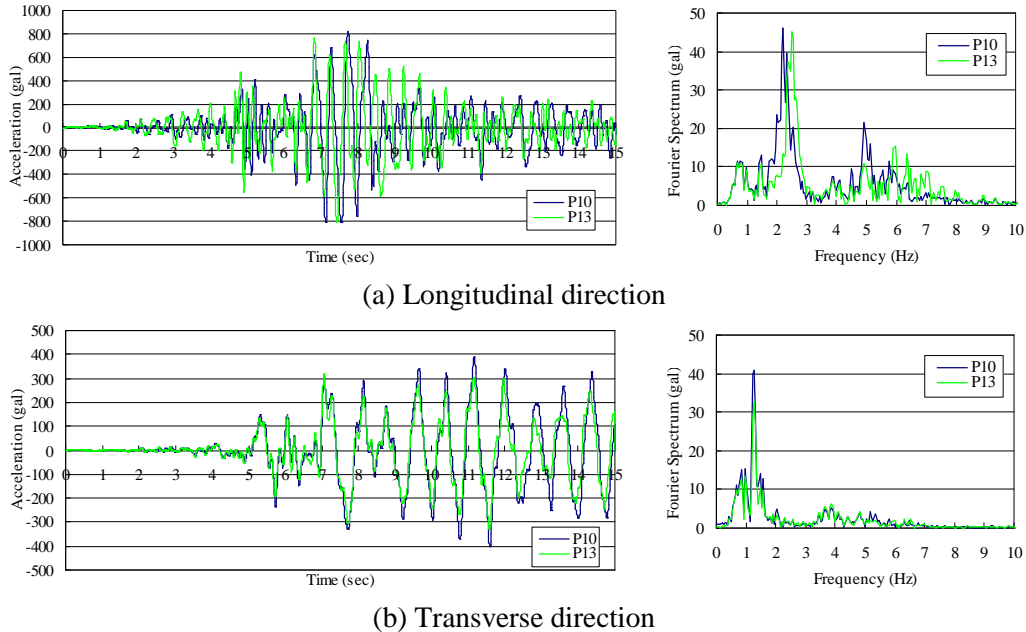 1000
800
600
400
200
0
-200
-400
-600
-800
-1000
Acceleration (gal)
0 1 2 3 4 5 6 7 8 9 10 11 12 13 14 15
P10
P13
Time (sec)
50
40
30
20
10
0
Fourier Spectrum (gal)
P10
P13
0 1 2 3 4 5 6 7 8 9 10
Frequency (Hz)
(a) Longitudinal direction
500
400
300
200
100
0
-100
-200
-300
-400
-500
Acceleration (gal)
0 1 2 3 4 5 6 7 8 9 10 11 12 13 14 15
P10
P13
Time (sec)
50
40
30
20
10
0
Fourier Spectrum (gal)
P10
P13
0 1 2 3 4 5 6 7 8 9 10
Frequency (Hz)
(b) Transverse direction